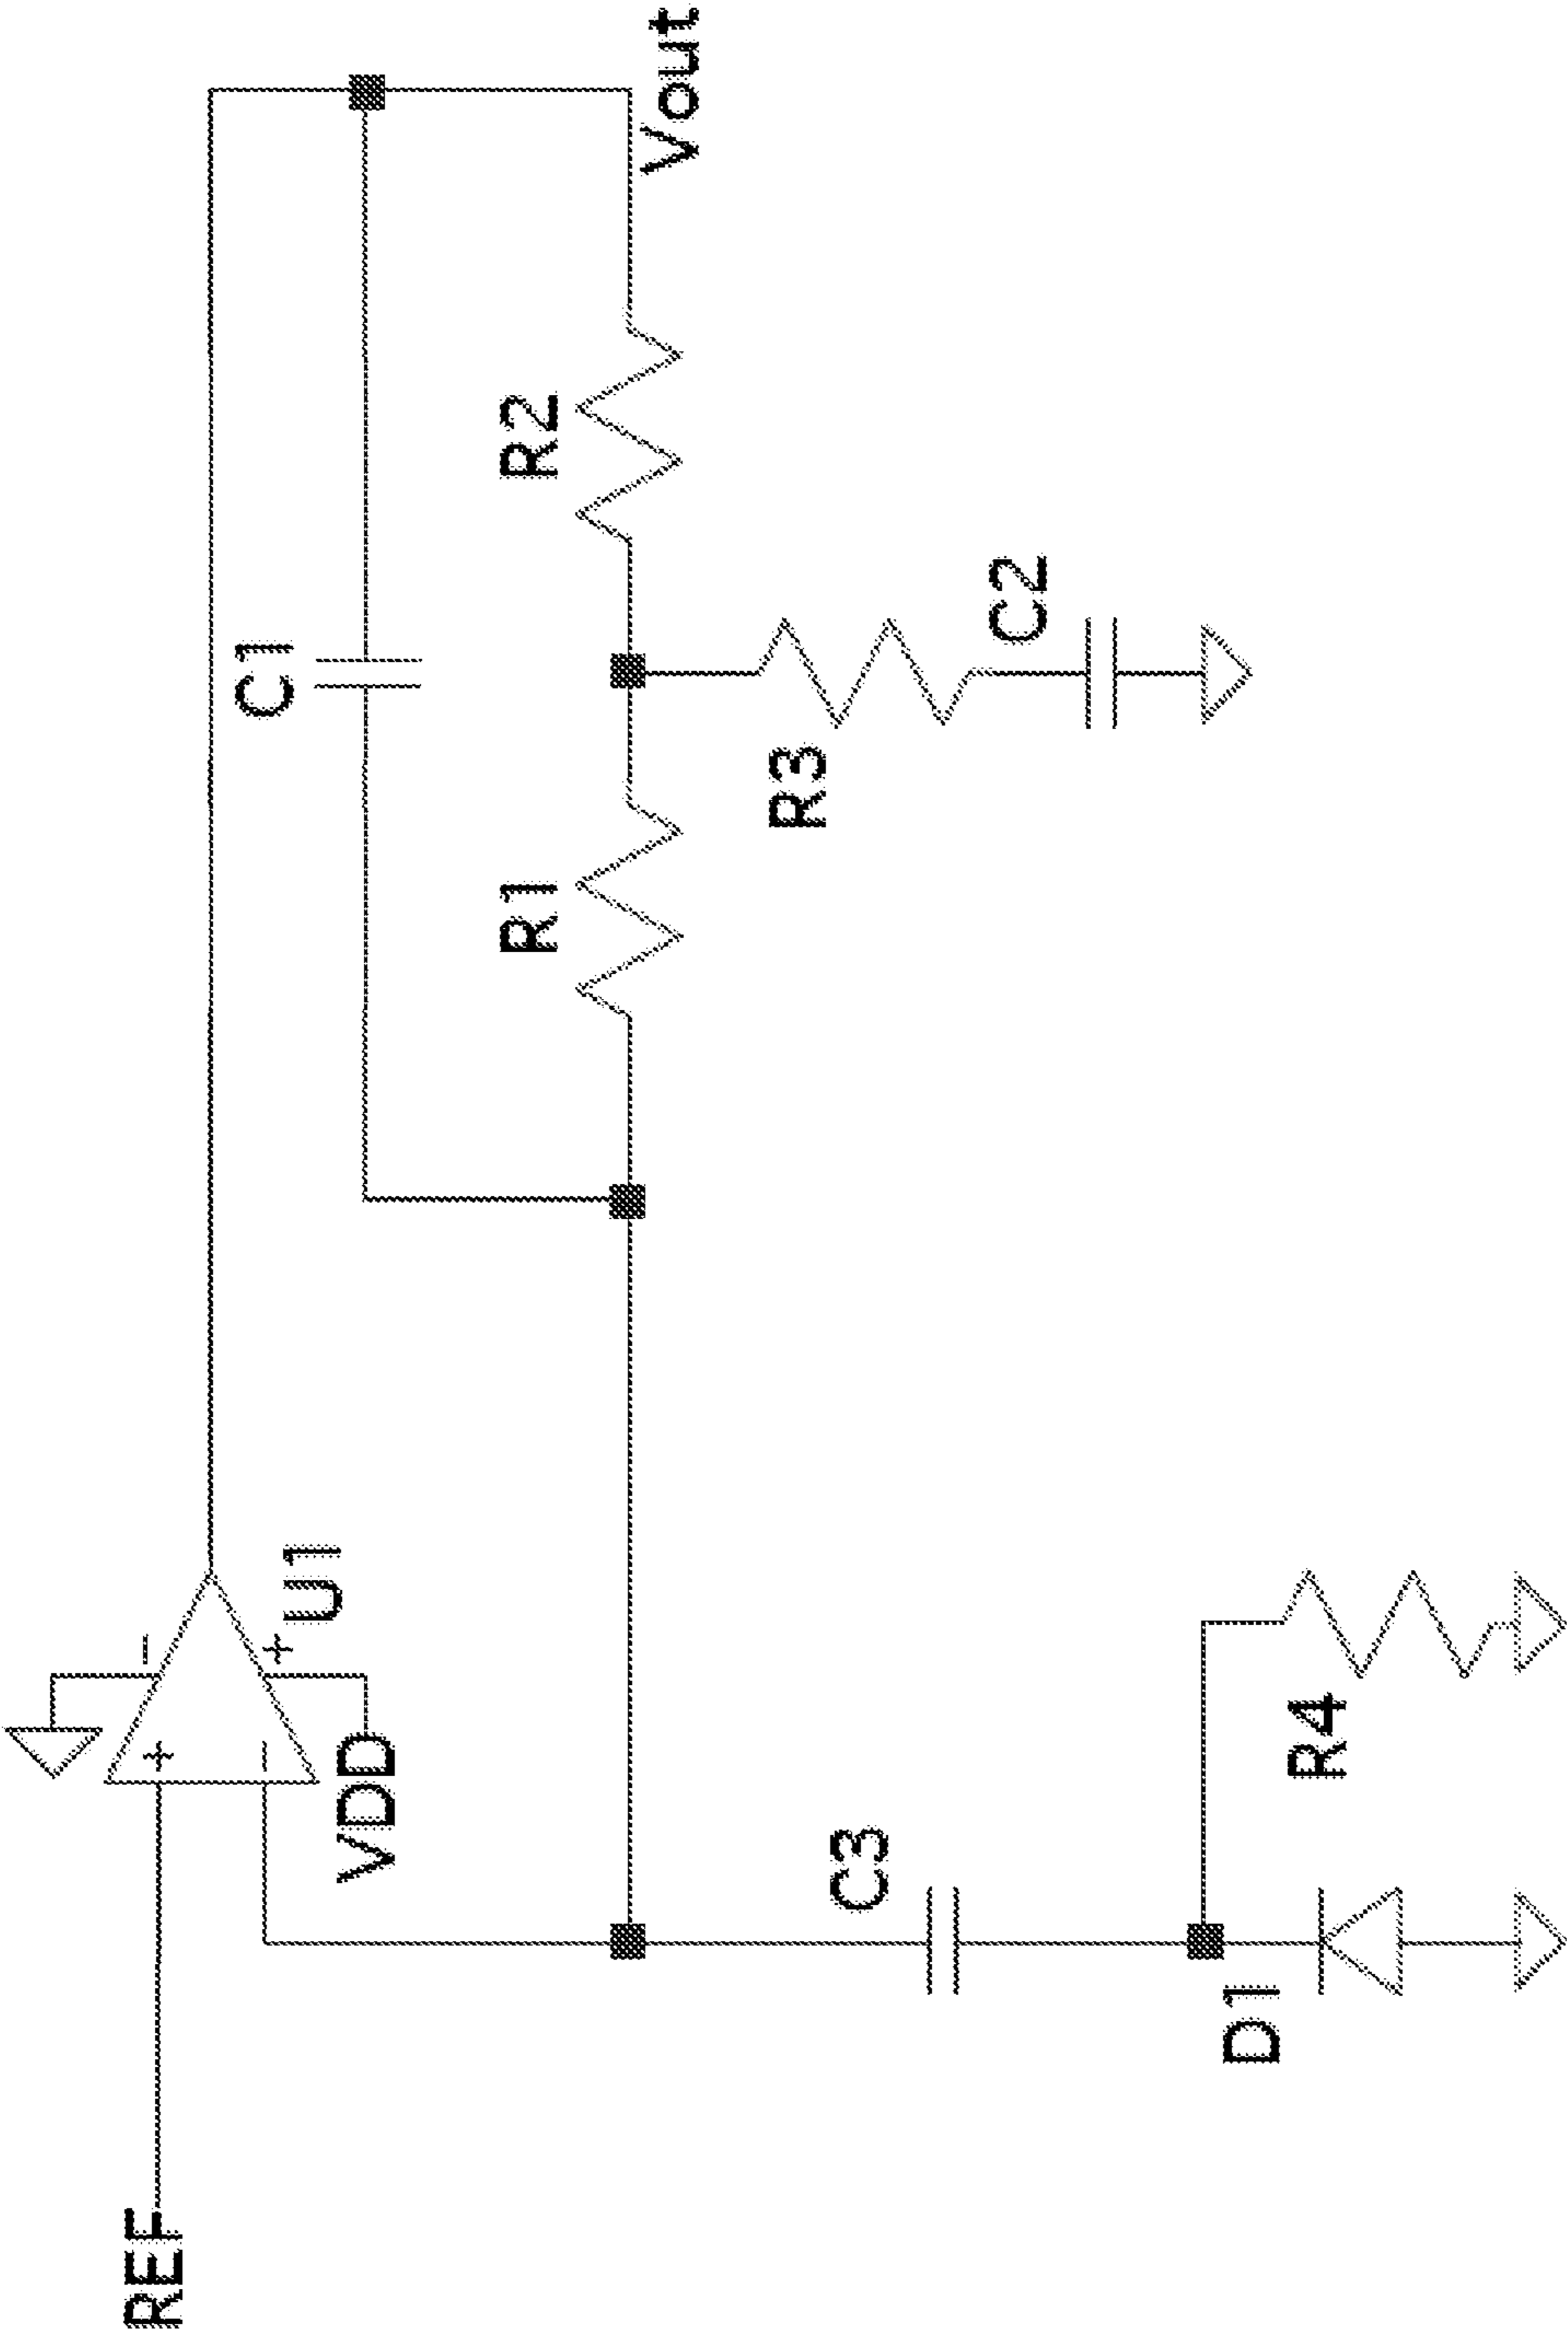 REF
U1
VDD
C1
R1
R2
Vout
R3
C2
C3
D1
R4
+
-
+
-